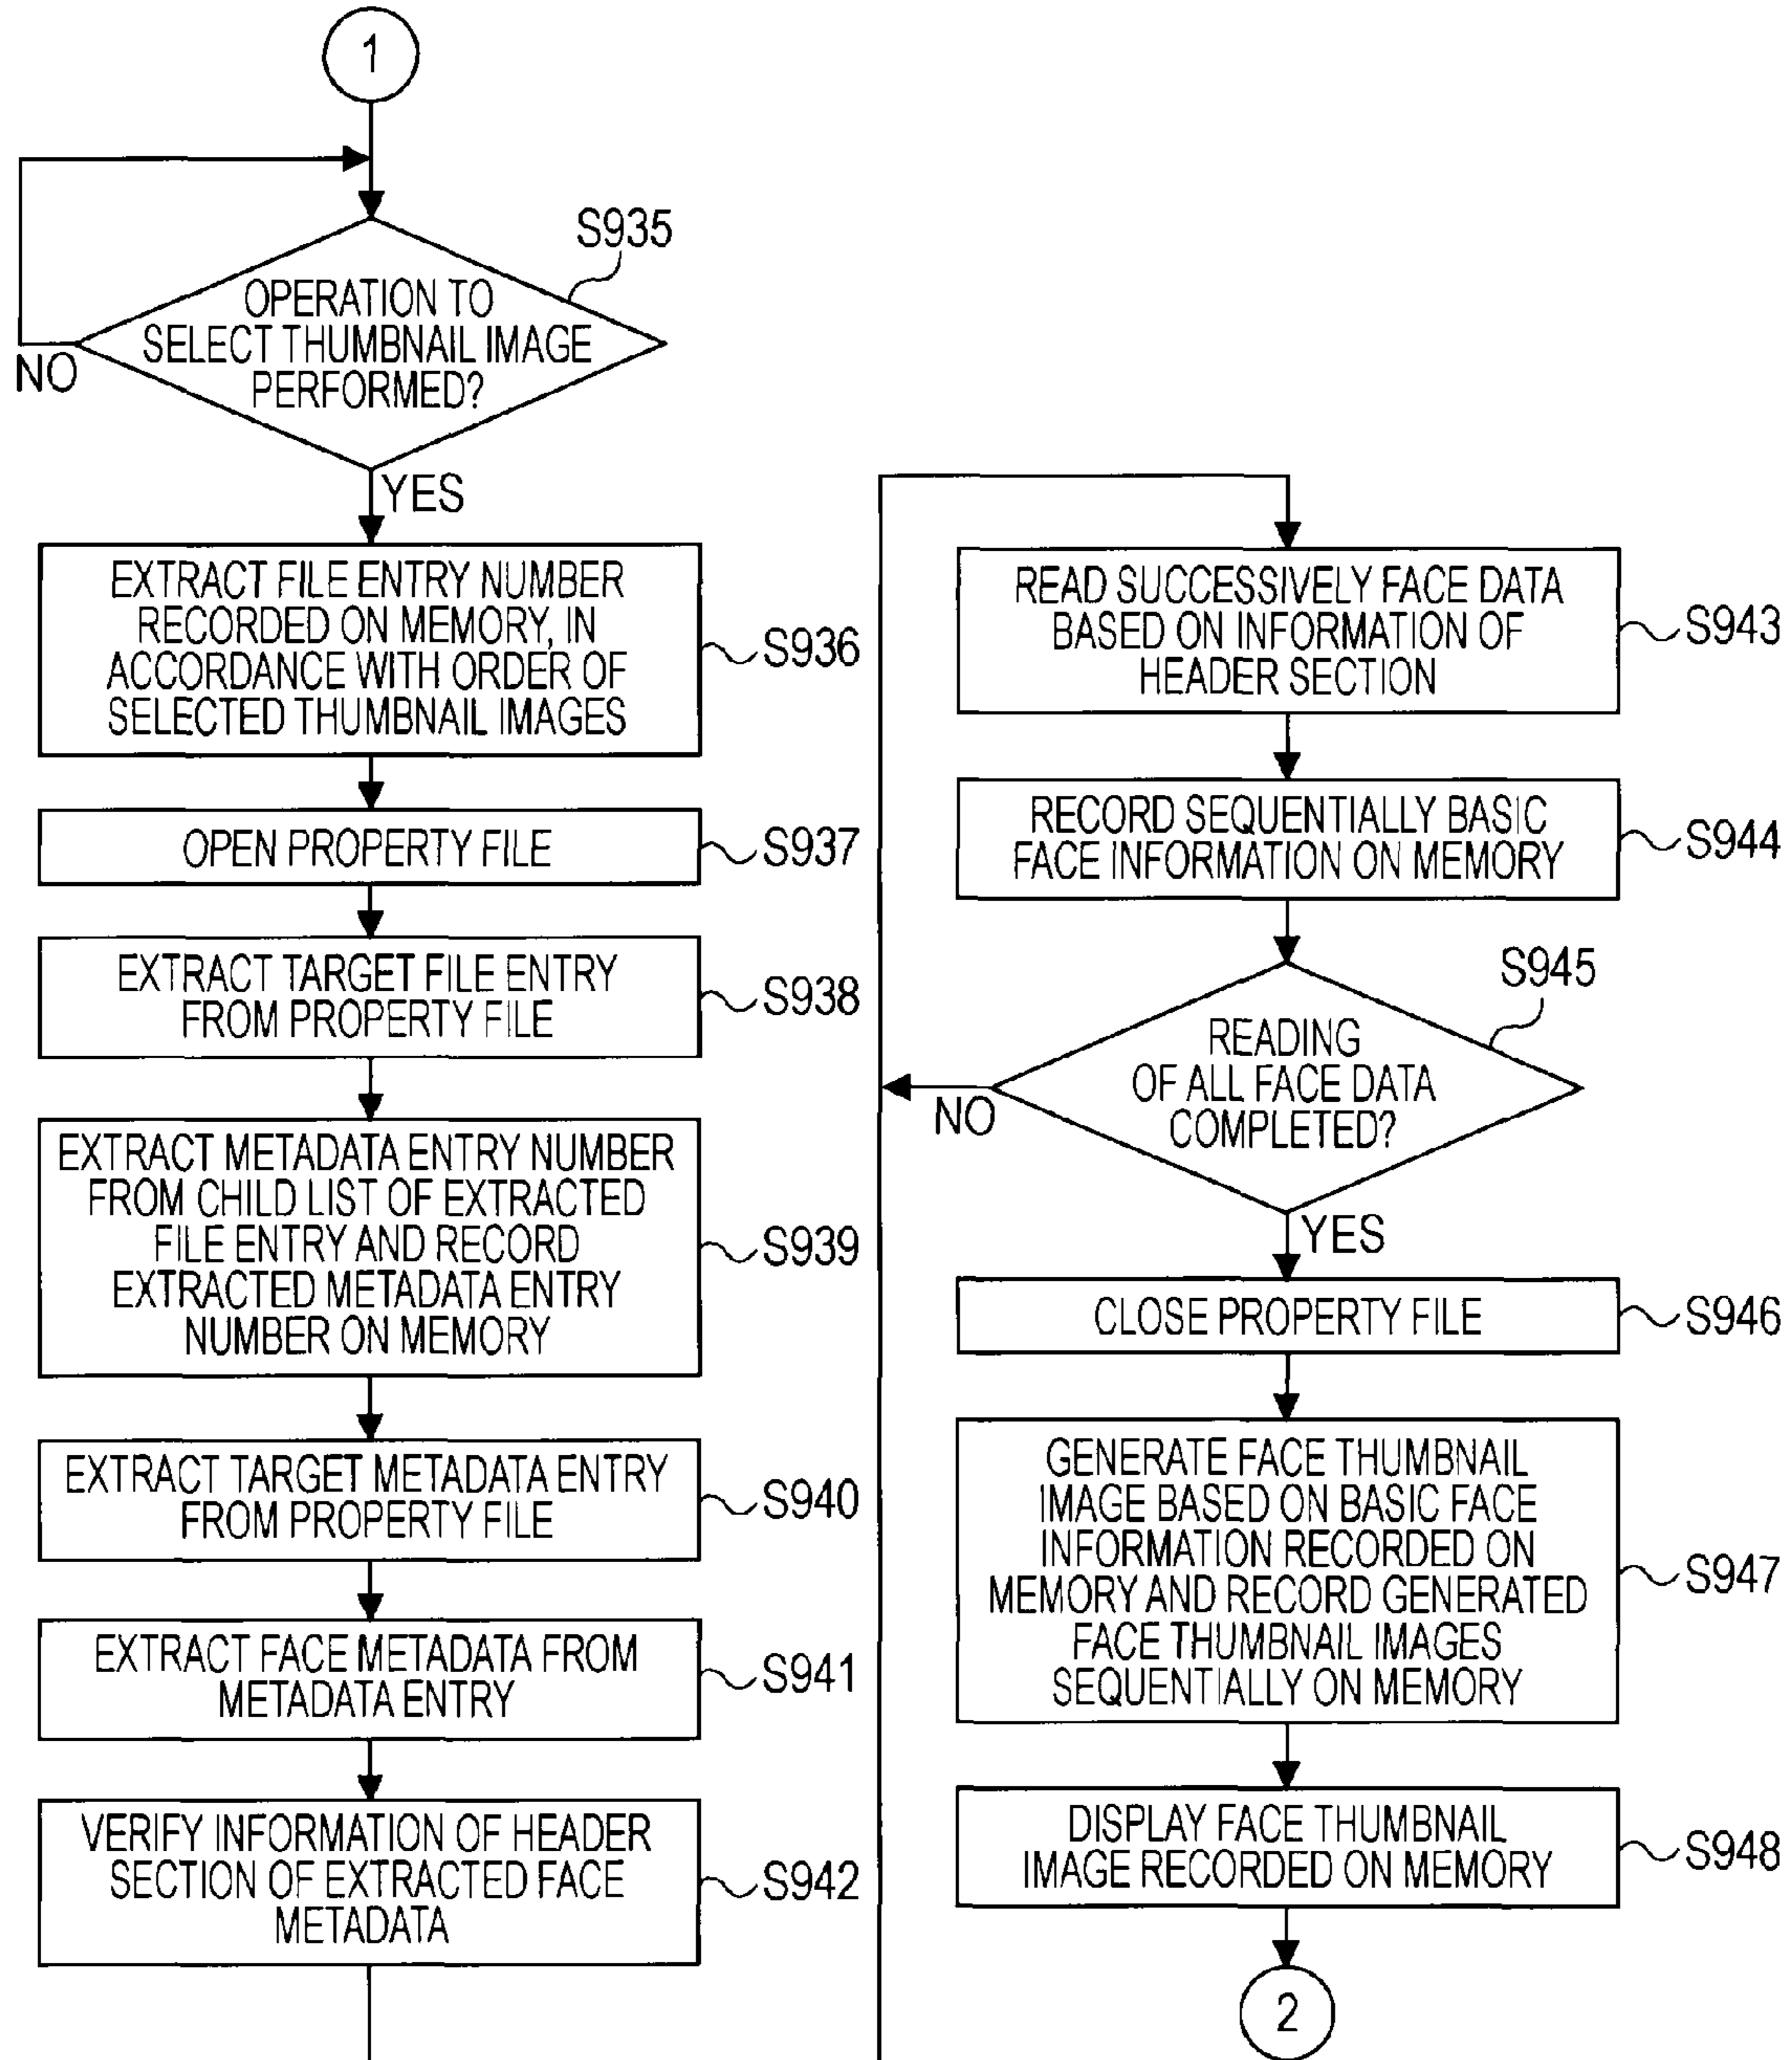 1
S935
OPERATION TO
SELECT THUMBNAIL IMAGE
PERFORMED?
NO
YES
EXTRACT FILE ENTRY NUMBER
RECORDED ON MEMORY, IN
ACCORDANCE WITH ORDER OF
SELECTED THUMBNAIL IMAGES
S936
OPEN PROPERTY FILE
S937
EXTRACT TARGET FILE ENTRY
FROM PROPERTY FILE
S938
EXTRACT METADATA ENTRY NUMBER
FROM CHILD LIST OF EXTRACTED
FILE ENTRY AND RECORD
EXTRACTED METADATA ENTRY
NUMBER ON MEMORY
S939
EXTRACT TARGET METADATA ENTRY
FROM PROPERTY FILE
S940
EXTRACT FACE METADATA FROM
METADATA ENTRY
S941
VERIFY INFORMATION OF HEADER
SECTION OF EXTRACTED FACE
METADATA
S942
READ SUCCESSIVELY FACE DATA
BASED ON INFORMATION OF
HEADER SECTION
S943
RECORD SEQUENTIALLY BASIC
FACE INFORMATION ON MEMORY
S944
S945
READING
OF ALL FACE DATA
COMPLETED?
NO
YES
CLOSE PROPERTY FILE
S946
GENERATE FACE THUMBNAIL
IMAGE BASED ON BASIC FACE
INFORMATION RECORDED ON
MEMORY AND RECORD GENERATED
FACE THUMBNAIL IMAGES
SEQUENTIALLY ON MEMORY
S947
DISPLAY FACE THUMBNAIL
IMAGE RECORDED ON MEMORY
S948
2